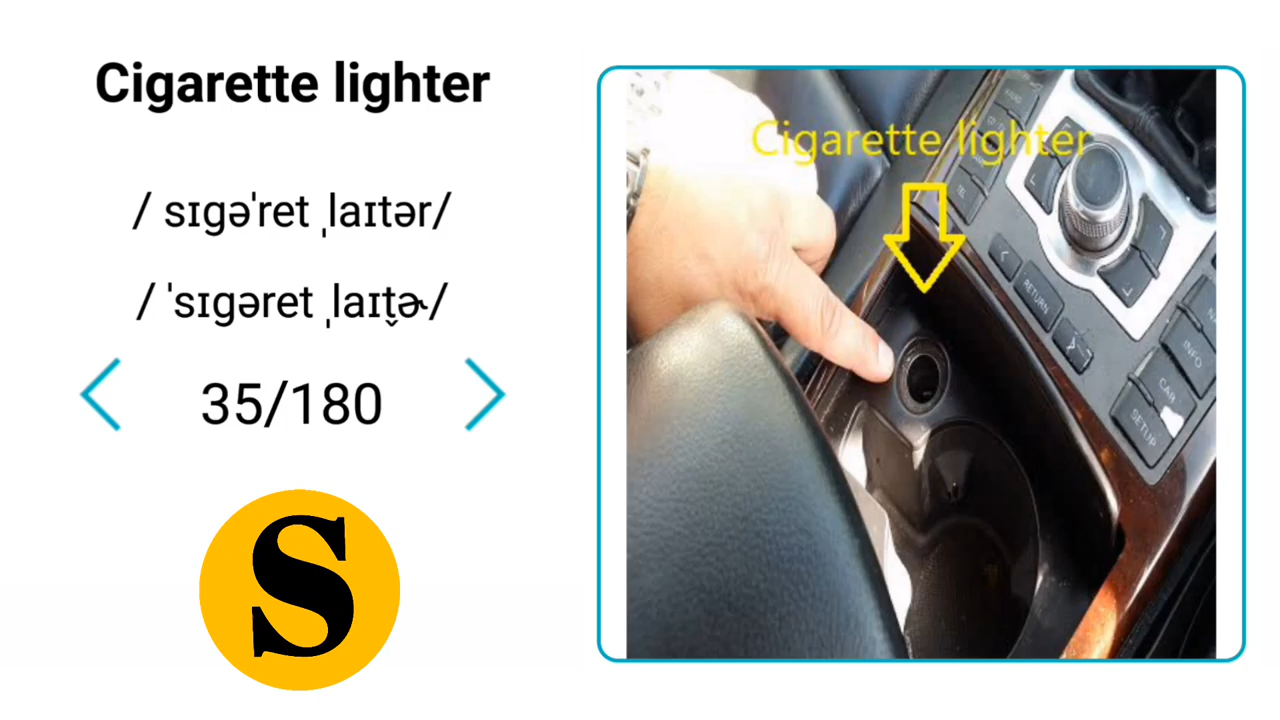 Cigarette lighter
/ sɪgəˈret ˌlaɪtər/
/ ˈsɪgəret ˌlaɪt̬ɚ/
35/180
S
Cigarette lighter
TEL
RETURN
INFO
CAR
SETUP